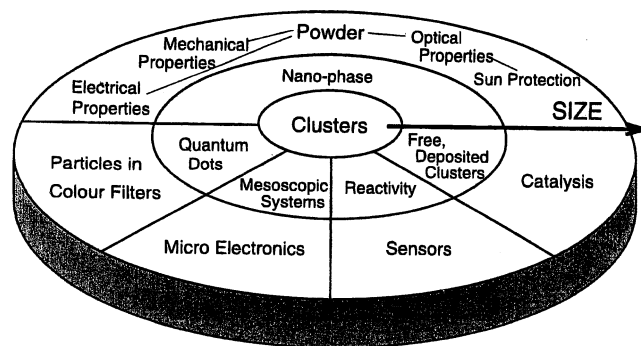 Powder
Mechanical
Properties
Optical
Properties
Electrical
Properties
Nano-phase
Sun Protection
SIZE
Clusters
Quantum
Dots
Free,
Deposited
Clusters
Particles in
Colour Filters
Mesoscopic
Systems
Reactivity
Catalysis
Micro Electronics
Sensors